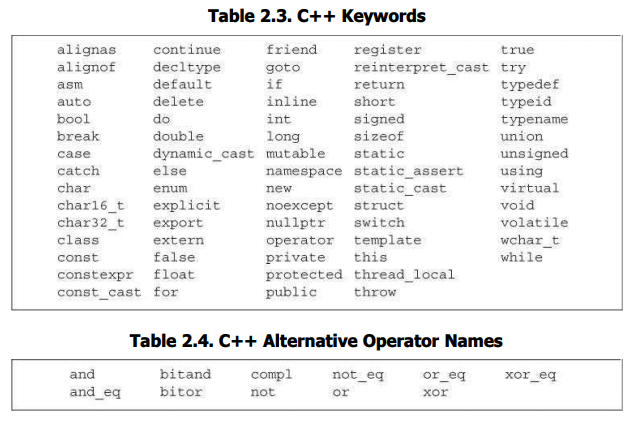 Table 2.3. C++ Keywords
alignas continue friend register true
alignof decltype goto reinterpret_cast try
asm default if return typedef
auto delete inline short typeid
bool do int signed typename
break double long sizeof union
case dynamic_cast mutable static unsigned
catch else namespace static_assert using
char enum new static_cast virtual
char16_t explicit noexcept struct void
char32_t export nullptr switch volatile
class extern operator template wchar_t
const false private this while
constexpr float protected thread_local
const_cast for public throw
Table 2.4. C++ Alternative Operator Names
and bitand compl not_eq or_eq xor_eq
and_eq bitor not or xor